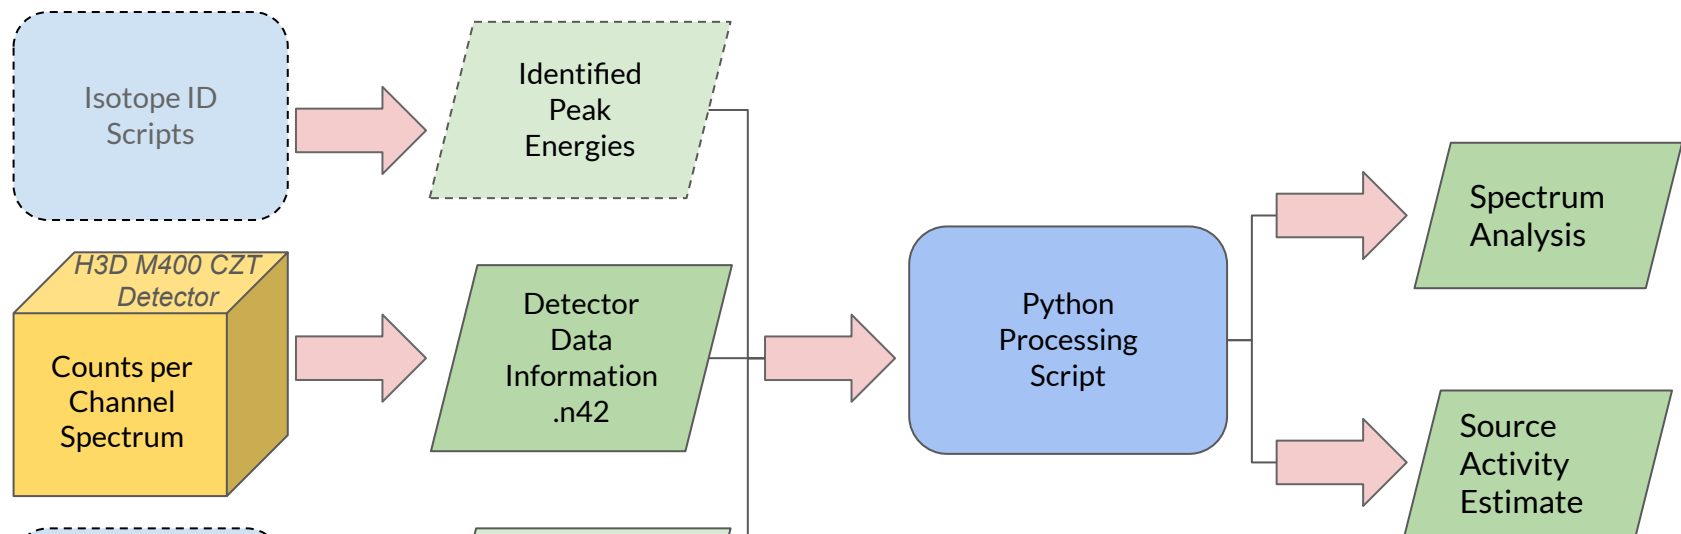 Isotope ID
Scripts
Identified
Peak
Energies
H3D M400 CZT
Detector
Counts per
Channel
Spectrum
Detector
Data
Information
.n42
Python
Processing
Script
Spectrum
Analysis
Source
Activity
Estimate